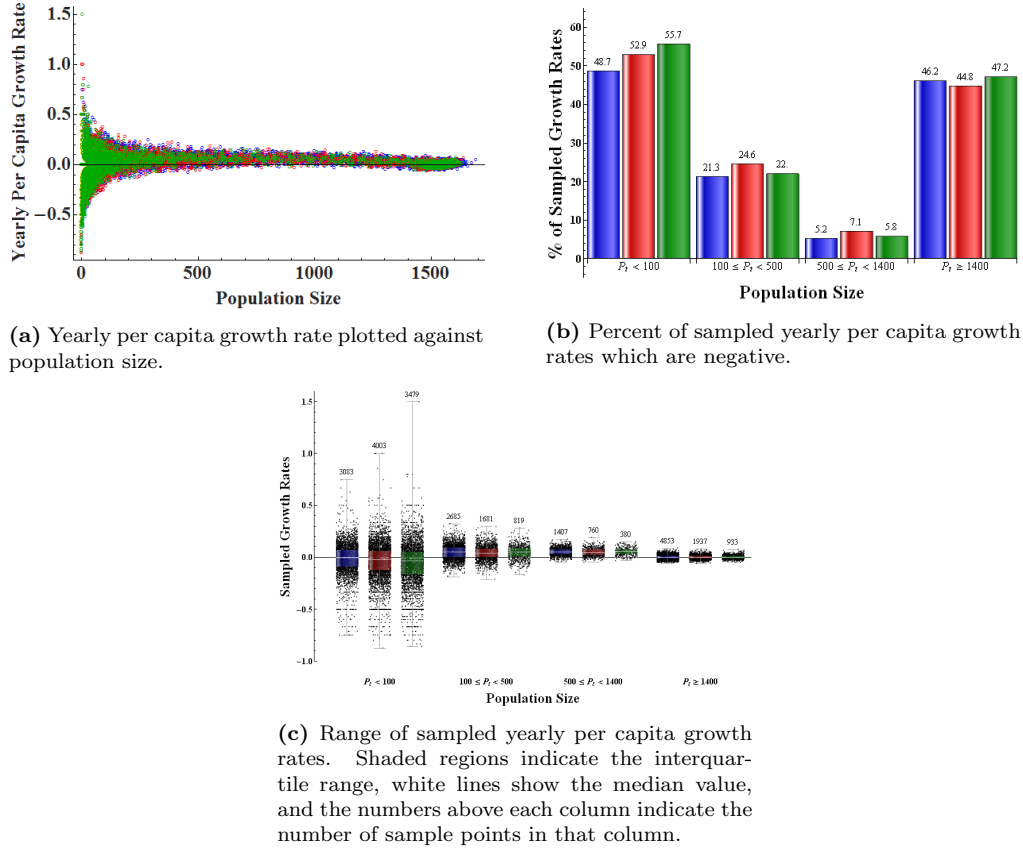 Yearly Per Capita Growth Rate
1.5
1.0
0.5
0.0
−0.5
0 500 1000 1500
Population Size
(a) Yearly per capita growth rate plotted against
population size.
% of Sampled Growth Rates
60
50
40
30
20
10
0
48.7 52.9 55.7
21.3 24.6 22.
5.2 7.1 5.8
46.2 44.8 47.2
P_t < 100 100 ≤ P_t < 500 500 ≤ P_t < 1400 P_t ≥ 1400
Population Size
(b) Percent of sampled yearly per capita growth
rates which are negative.
Sampled Growth Rates
1.5
1.0
0.5
0.0
−0.5
−1.0
3083 4003 3479
2685 1681 819
1407 760 380
4853 1937 933
P_t < 100 100 ≤ P_t < 500 500 ≤ P_t < 1400 P_t ≥ 1400
Population Size
(c) Range of sampled yearly per capita growth
rates. Shaded regions indicate the interquar-
tile range, white lines show the median value,
and the numbers above each column indicate the
number of sample points in that column.